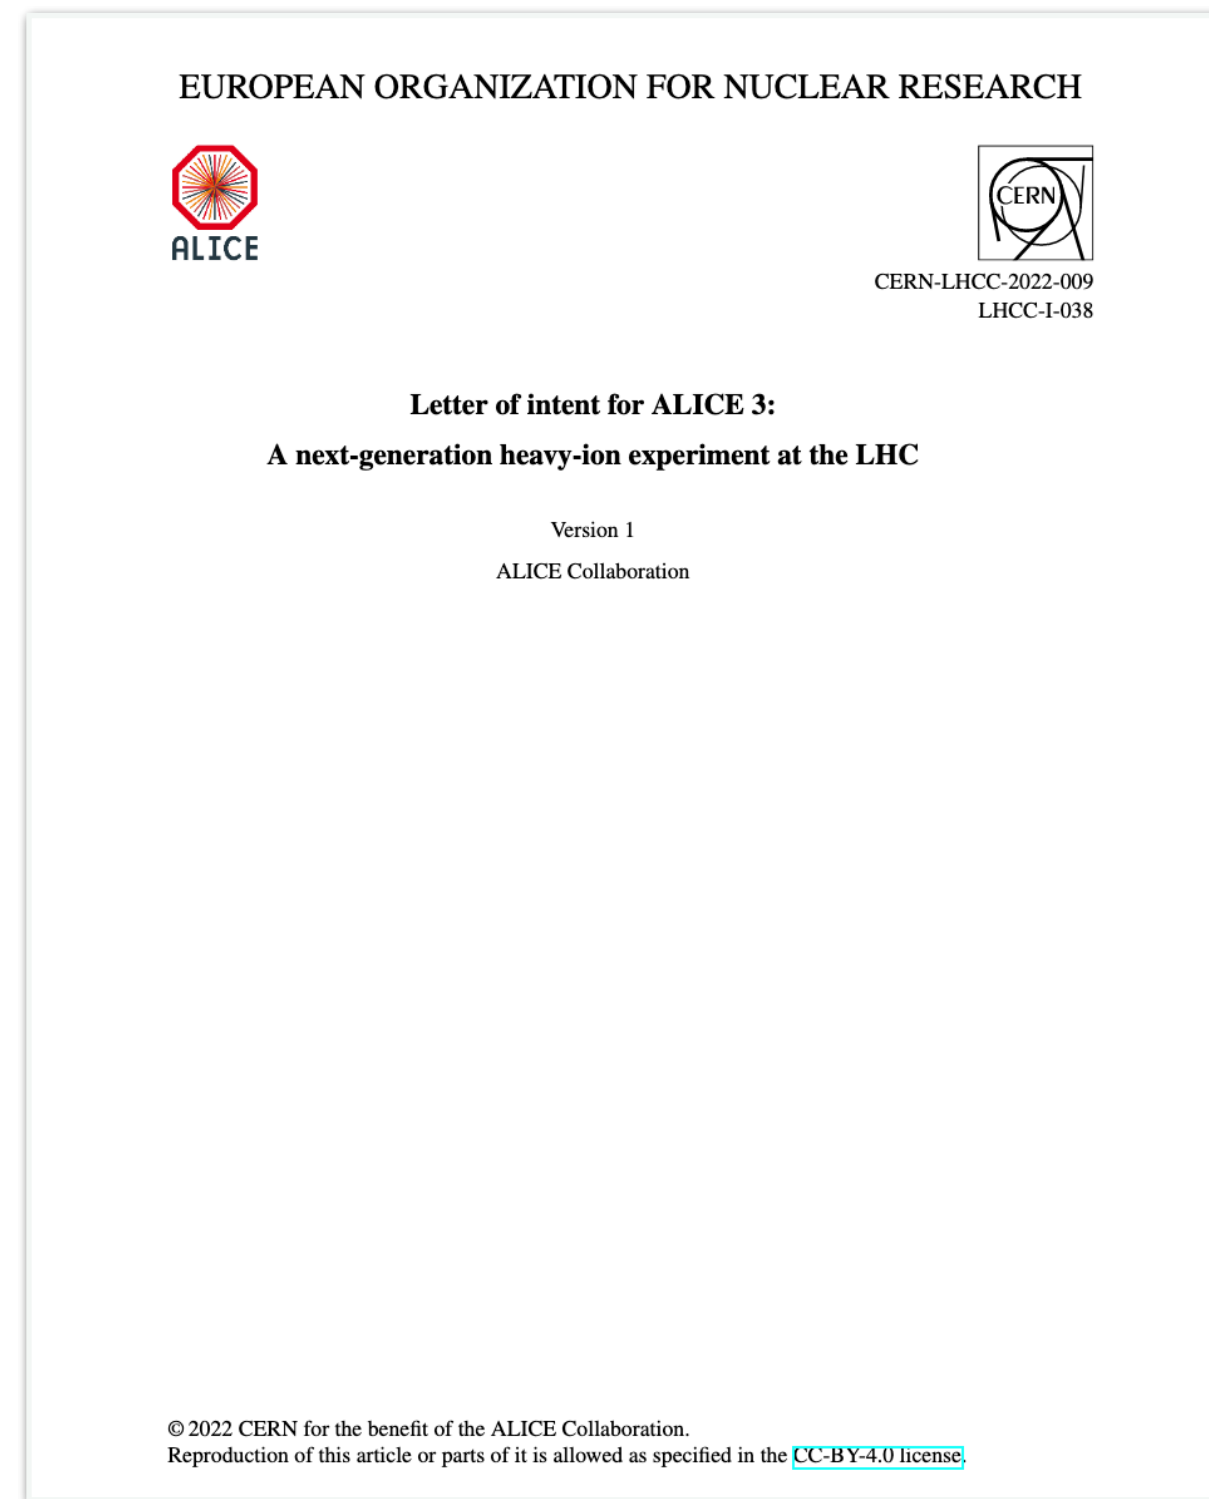 EUROPEAN ORGANIZATION FOR NUCLEAR RESEARCH
ALICE
CERN
CERN-LHCC-2022-009
LHCC-I-038
Letter of intent for ALICE 3:
A next-generation heavy-ion experiment at the LHC
Version 1
ALICE Collaboration
© 2022 CERN for the benefit of the ALICE Collaboration.
Reproduction of this article or parts of it is allowed as specified in the CC-BY-4.0 license.